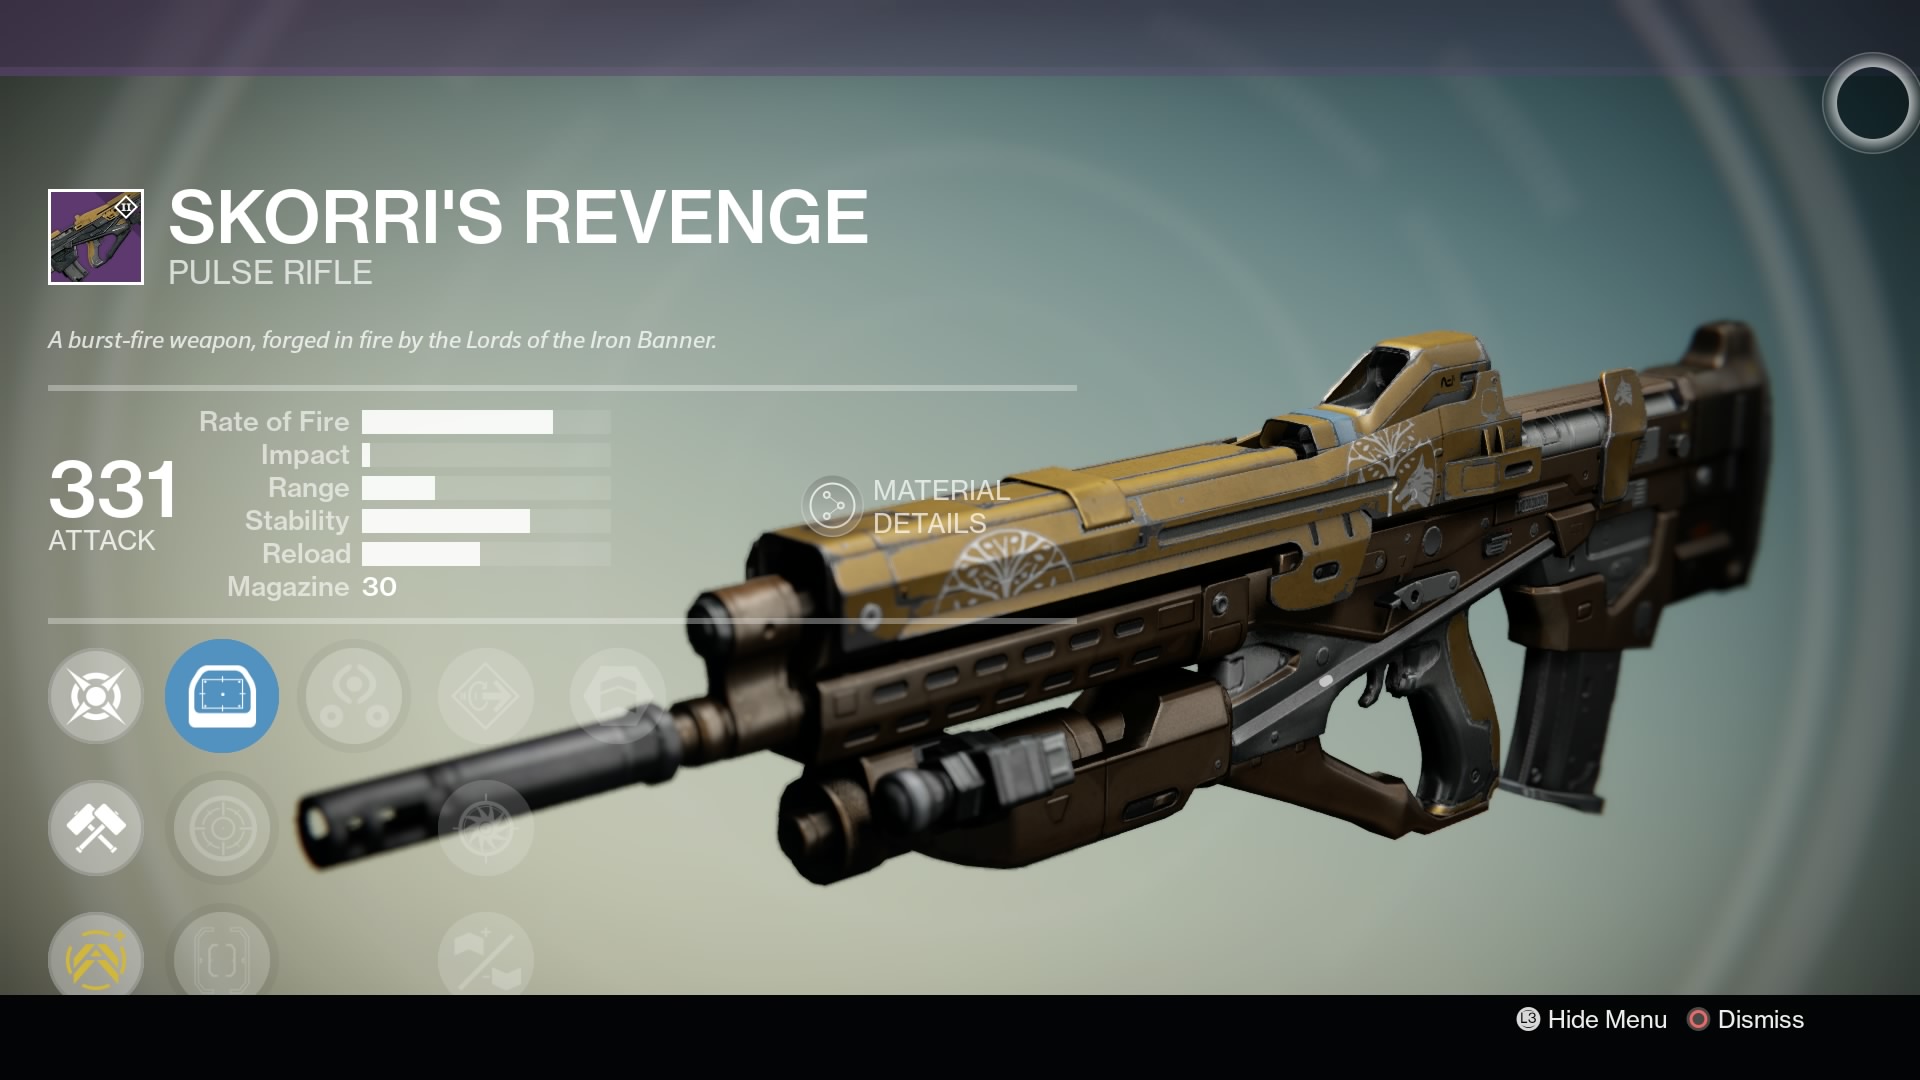 SKORRI'S REVENGE
PULSE RIFLE
A burst-fire weapon, forged in fire by the Lords of the Iron Banner.
331
ATTACK
Rate of Fire
Impact
Range
Stability
Reload
Magazine 30
MATERIAL
DETAILS
L3 Hide Menu
Dismiss